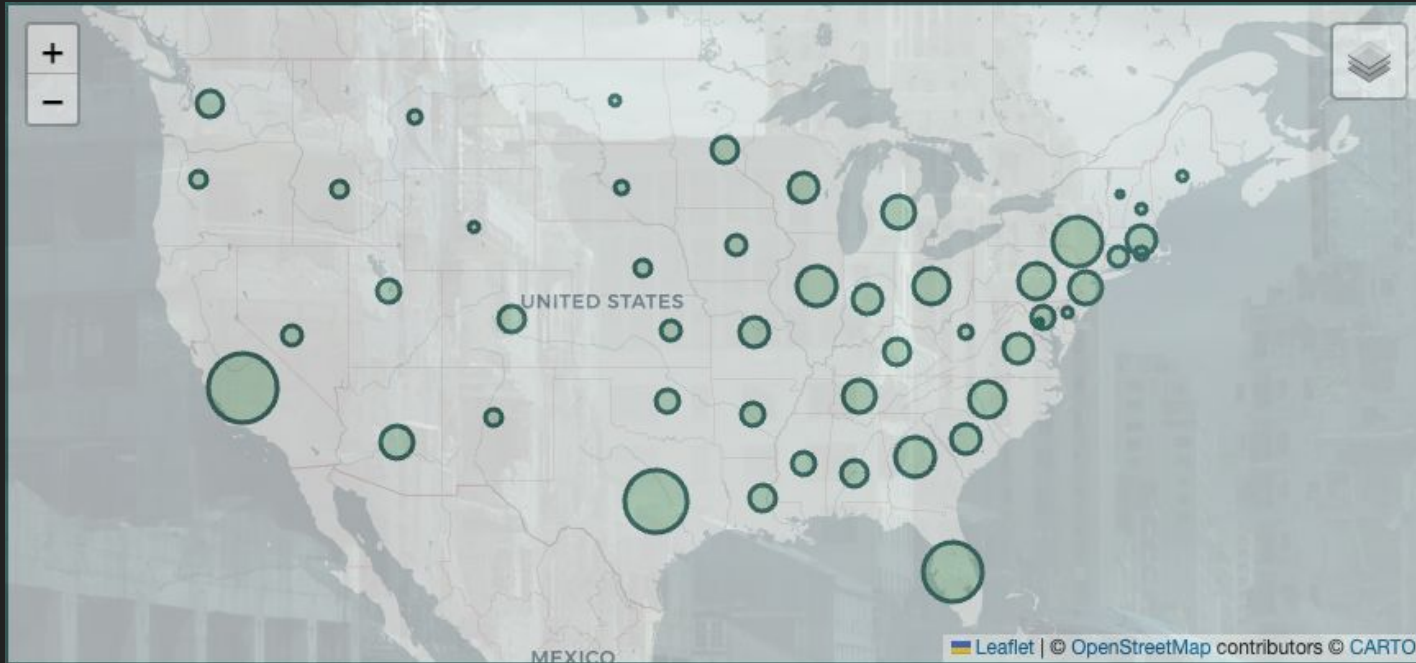 +
−
UNITED STATES
MEXICO
Leaflet | © OpenStreetMap contributors © CARTO